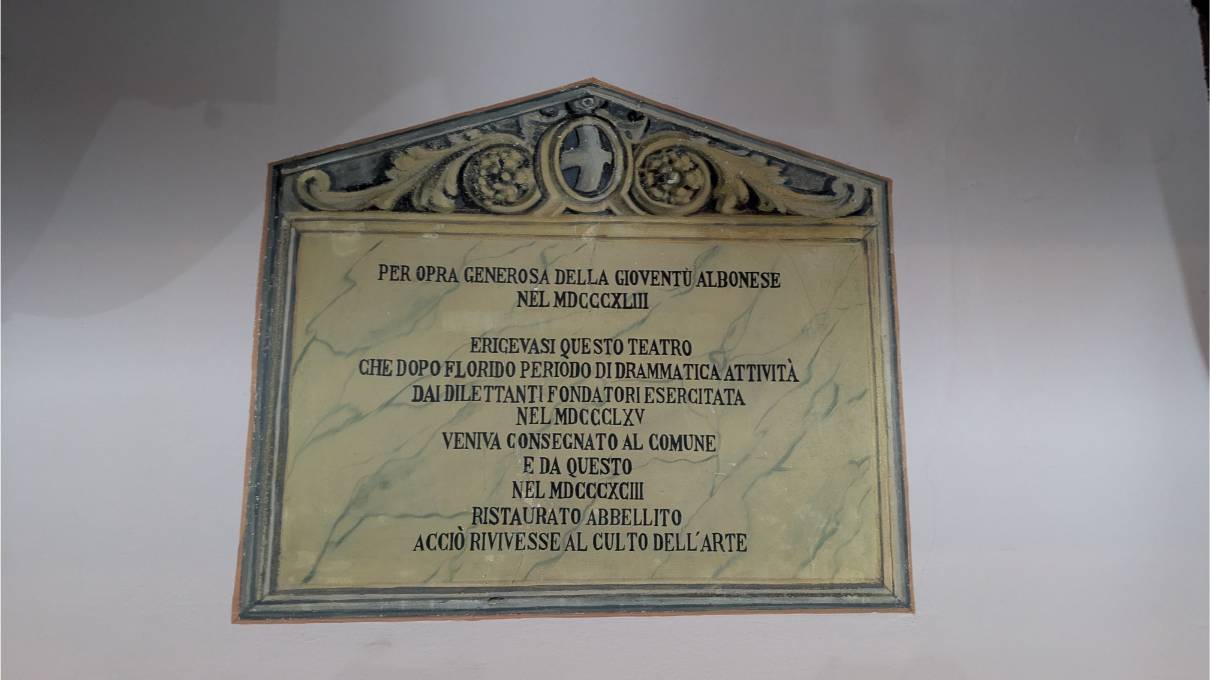 PER OPRA GENEROSA DELLA GIOVENTÙ ALBONESE
NEL MDCCCXLIII
ERIGEVASI QUESTO TEATRO
CHE DOPO FLORIDO PERIODO DI DRAMMATICA ATTIVITÀ
DAI DILETTANTI FONDATORI ESERCITATA
NEL MDCCCLXV
VENIVA CONSEGNATO AL COMUNE
E DA QUESTO
NEL MDCCCXCIII
RISTAURATO ABBELLITO
ACCIÒ RIVIVESSE AL CULTO DELL'ARTE